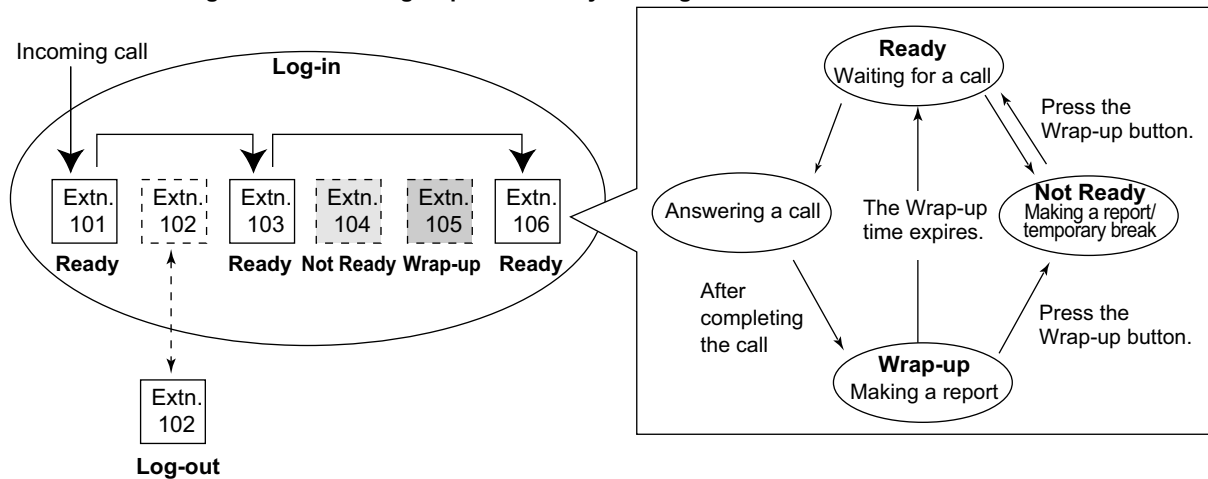 Incoming call
Log-in
Extn.
101
Extn.
102
Extn.
103
Extn.
104
Extn.
105
Extn.
106
Ready
Ready
Not Ready
Wrap-up
Ready
Extn.
102
Log-out
Ready
Waiting for a call
Press the
Wrap-up button.
Answering a call
The Wrap-up
time expires.
Not Ready
Making a report/
temporary break
After
completing
the call
Press the
Wrap-up button.
Wrap-up
Making a report